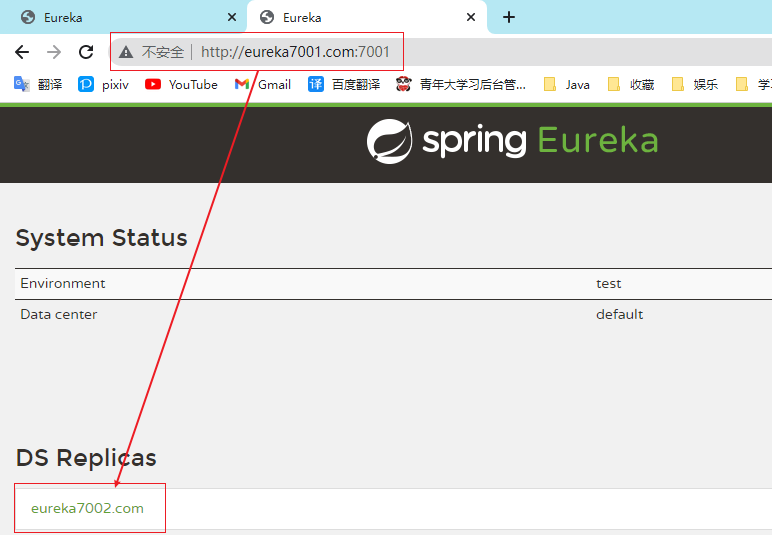 Eureka
Eureka
不安全 | http://eureka7001.com:7001
翻译 pixiv YouTube Gmail 百度翻译 青年大学习后台管... Java 收藏 娱乐
spring Eureka
System Status
Environment test
Data center default
DS Replicas
eureka7002.com